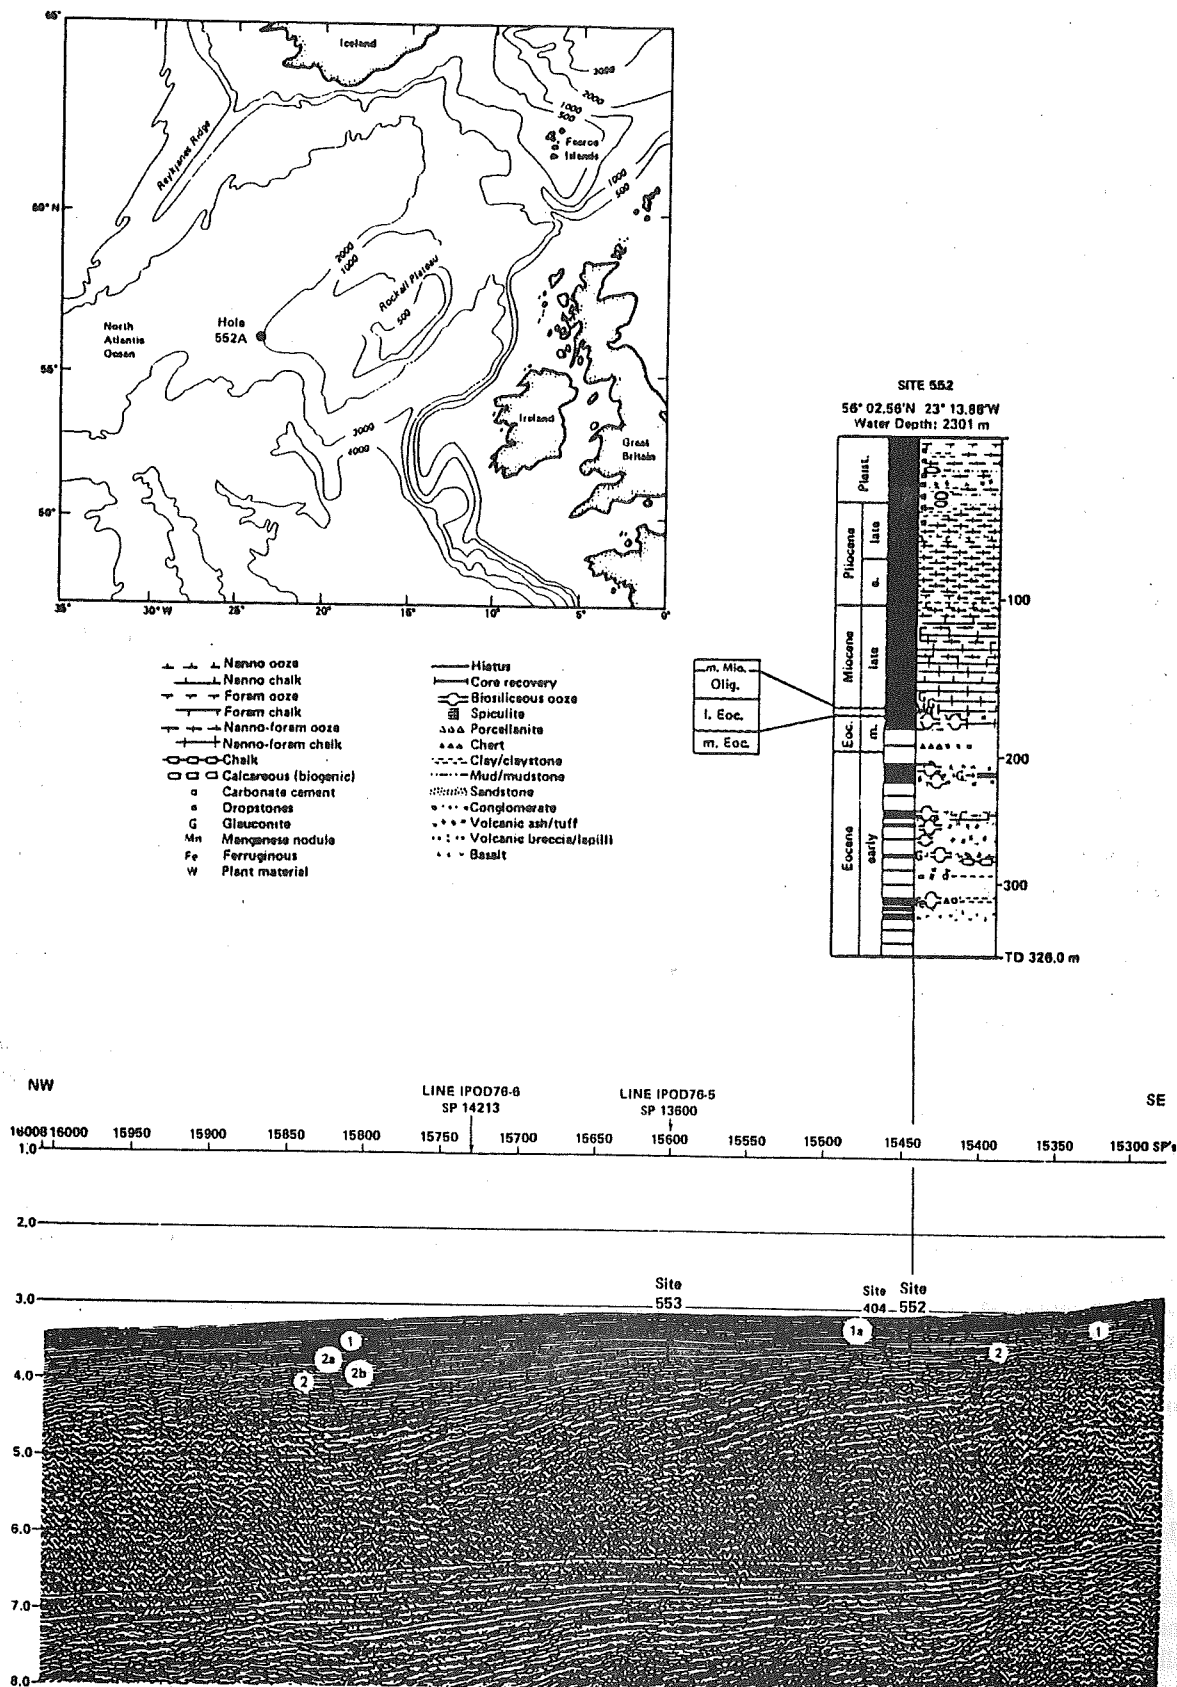 65°
Iceland
3000
2000
1000
500
Reykjanes Ridge
Faeroe
Islands
1000
500
60° N
2000
1000
Rockall Plateau
500
Hole
552A
North
Atlantic
Ocean
55°
3000
4000
Ireland
Great
Britain
50°
35°
30° W
25°
20°
15°
10°
5°
0°
Nanno ooze
Nanno chalk
Foram ooze
Foram chalk
Nanno-foram ooze
Nanno-foram chalk
Chalk
Calcareous (biogenic)
Carbonate cement
Dropstones
G Glauconite
Mn Manganese nodule
Fe Ferruginous
W Plant material
Hiatus
Core recovery
Biosiliceous ooze
Spiculite
Porcellanite
Chert
Clay/claystone
Mud/mudstone
Sandstone
Conglomerate
Volcanic ash/tuff
Volcanic breccia/lapilli
Basalt
SITE 552
56° 02.56'N 23° 13.88'W
Water Depth: 2301 m
Pleist.
Pliocene
late
e.
Miocene
late
Eoc.
m.
Eocene
early
m. Mio.
Olig.
l. Eoc.
m. Eoc.
100
200
G
G
300
TD 326.0 m
NW
LINE IPOD76-6
SP 14213
LINE IPOD76-5
SP 13600
SE
16008 16000 15950 15900 15850 15800 15750 15700 15650 15600 15550 15500 15450 15400 15350 15300 SP's
1.0
2.0
3.0
Site
553
Site
404
Site
552
1
2a
2b
2
1a
2
1
4.0
5.0
6.0
7.0
8.0